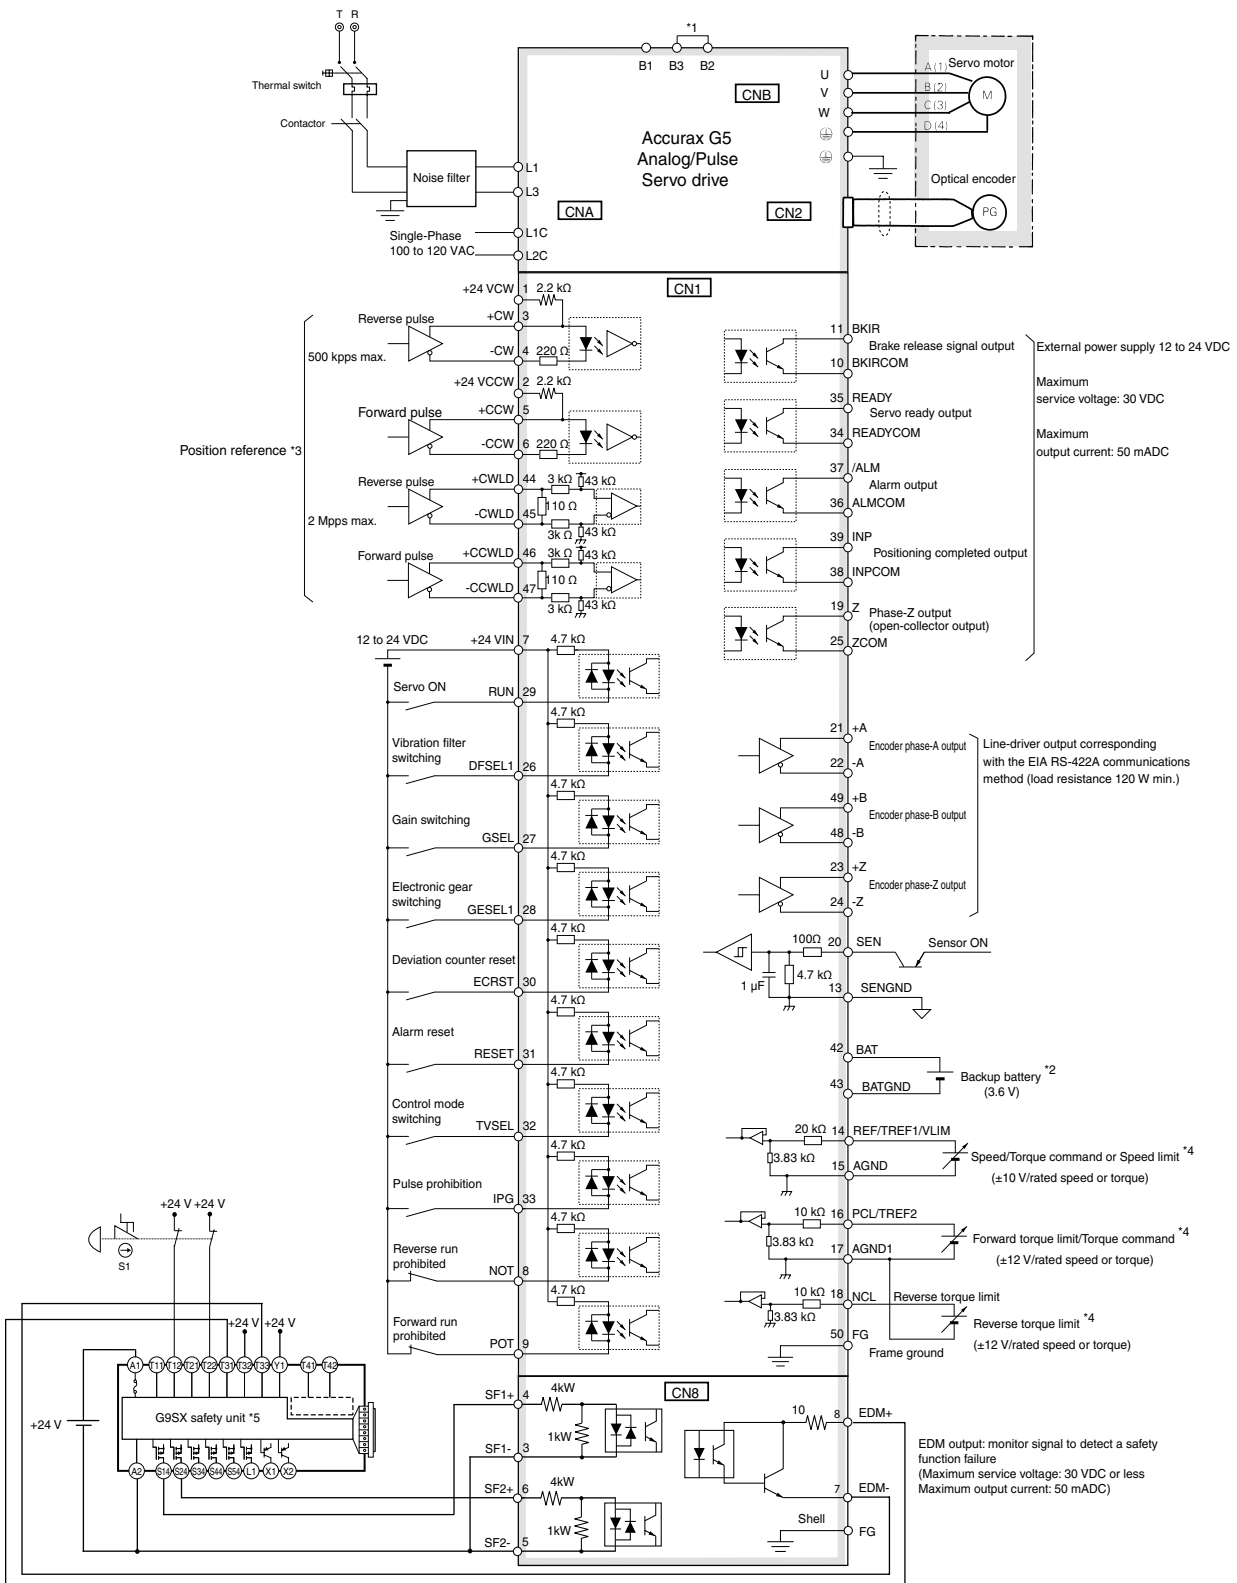 T R
*1
B1 B3 B2
Thermal switch
Contactor
Noise filter
L1
L3
CNA
Single-Phase
100 to 120 VAC
L1C
L2C
Accurax G5
Analog/Pulse
Servo drive
CNB
U
V
W
A (1)
B (2)
C (3)
D (4)
Servo motor
M
CN2
Optical encoder
PG
CN1
Position reference *3
500 kpps max.
+24 VCW 1 2.2 kΩ
Reverse pulse
+CW 3
-CW 4 220 Ω
+24 VCCW 2 2.2 kΩ
Forward pulse
+CCW 5
-CCW 6 220 Ω
2 Mpps max.
Reverse pulse
+CWLD 44 3 kΩ 43 kΩ
110 Ω
-CWLD 45
3k Ω 43 kΩ
Forward pulse
+CCWLD 46 3k Ω 43 kΩ
110 Ω
-CCWLD 47
3 kΩ 43 kΩ
12 to 24 VDC
+24 VIN 7 4.7 kΩ
Servo ON
RUN 29
4.7 kΩ
Vibration filter
switching
DFSEL1 26
4.7 kΩ
Gain switching
GSEL 27
4.7 kΩ
Electronic gear
switching
GESEL1 28
4.7 kΩ
Deviation counter reset
ECRST 30
4.7 kΩ
Alarm reset
RESET 31
4.7 kΩ
Control mode
switching
TVSEL 32
4.7 kΩ
Pulse prohibition
IPG 33
4.7 kΩ
Reverse run
prohibited
NOT 8
4.7 kΩ
Forward run
prohibited
POT 9
11 BKIR
Brake release signal output
10 BKIRCOM
35 READY
Servo ready output
34 READYCOM
37 /ALM
Alarm output
36 ALMCOM
39 INP
Positioning completed output
38 INPCOM
19 Z
Phase-Z output
(open-collector output)
25 ZCOM
External power supply 12 to 24 VDC
Maximum
service voltage: 30 VDC
Maximum
output current: 50 mADC
21 +A
Encoder phase-A output
22 -A
49 +B
Encoder phase-B output
48 -B
23 +Z
Encoder phase-Z output
24 -Z
Line-driver output corresponding
with the EIA RS-422A communications
method (load resistance 120 W min.)
100Ω 20 SEN Sensor ON
4.7 kΩ
1 µF
13 SENGND
42 BAT
Backup battery *2
(3.6 V)
43 BATGND
20 kΩ 14 REF/TREF1/VLIM
3.83 kΩ
15 AGND
Speed/Torque command or Speed limit *4
(±10 V/rated speed or torque)
10 kΩ 16 PCL/TREF2
3.83 kΩ
17 AGND1
Forward torque limit/Torque command *4
(±12 V/rated speed or torque)
10 kΩ 18 NCL Reverse torque limit
3.83 kΩ
Reverse torque limit *4
(±12 V/rated speed or torque)
50 FG
Frame ground
+24 V +24 V
S1
+24 V +24 V
A1 T11 T12 T21 T22 T31 T32 T33 Y1 T41 T42
+24 V
G9SX safety unit *5
A2 S14 S24 S34 S44 S54 L1 X1 X2
CN8
SF1+ 4 4kW
1kW
SF1- 3
SF2+ 6 4kW
1kW
SF2- 5
10 8 EDM+
7 EDM-
Shell
FG
EDM output: monitor signal to detect a safety
function failure
(Maximum service voltage: 30 VDC or less
Maximum output current: 50 mADC)